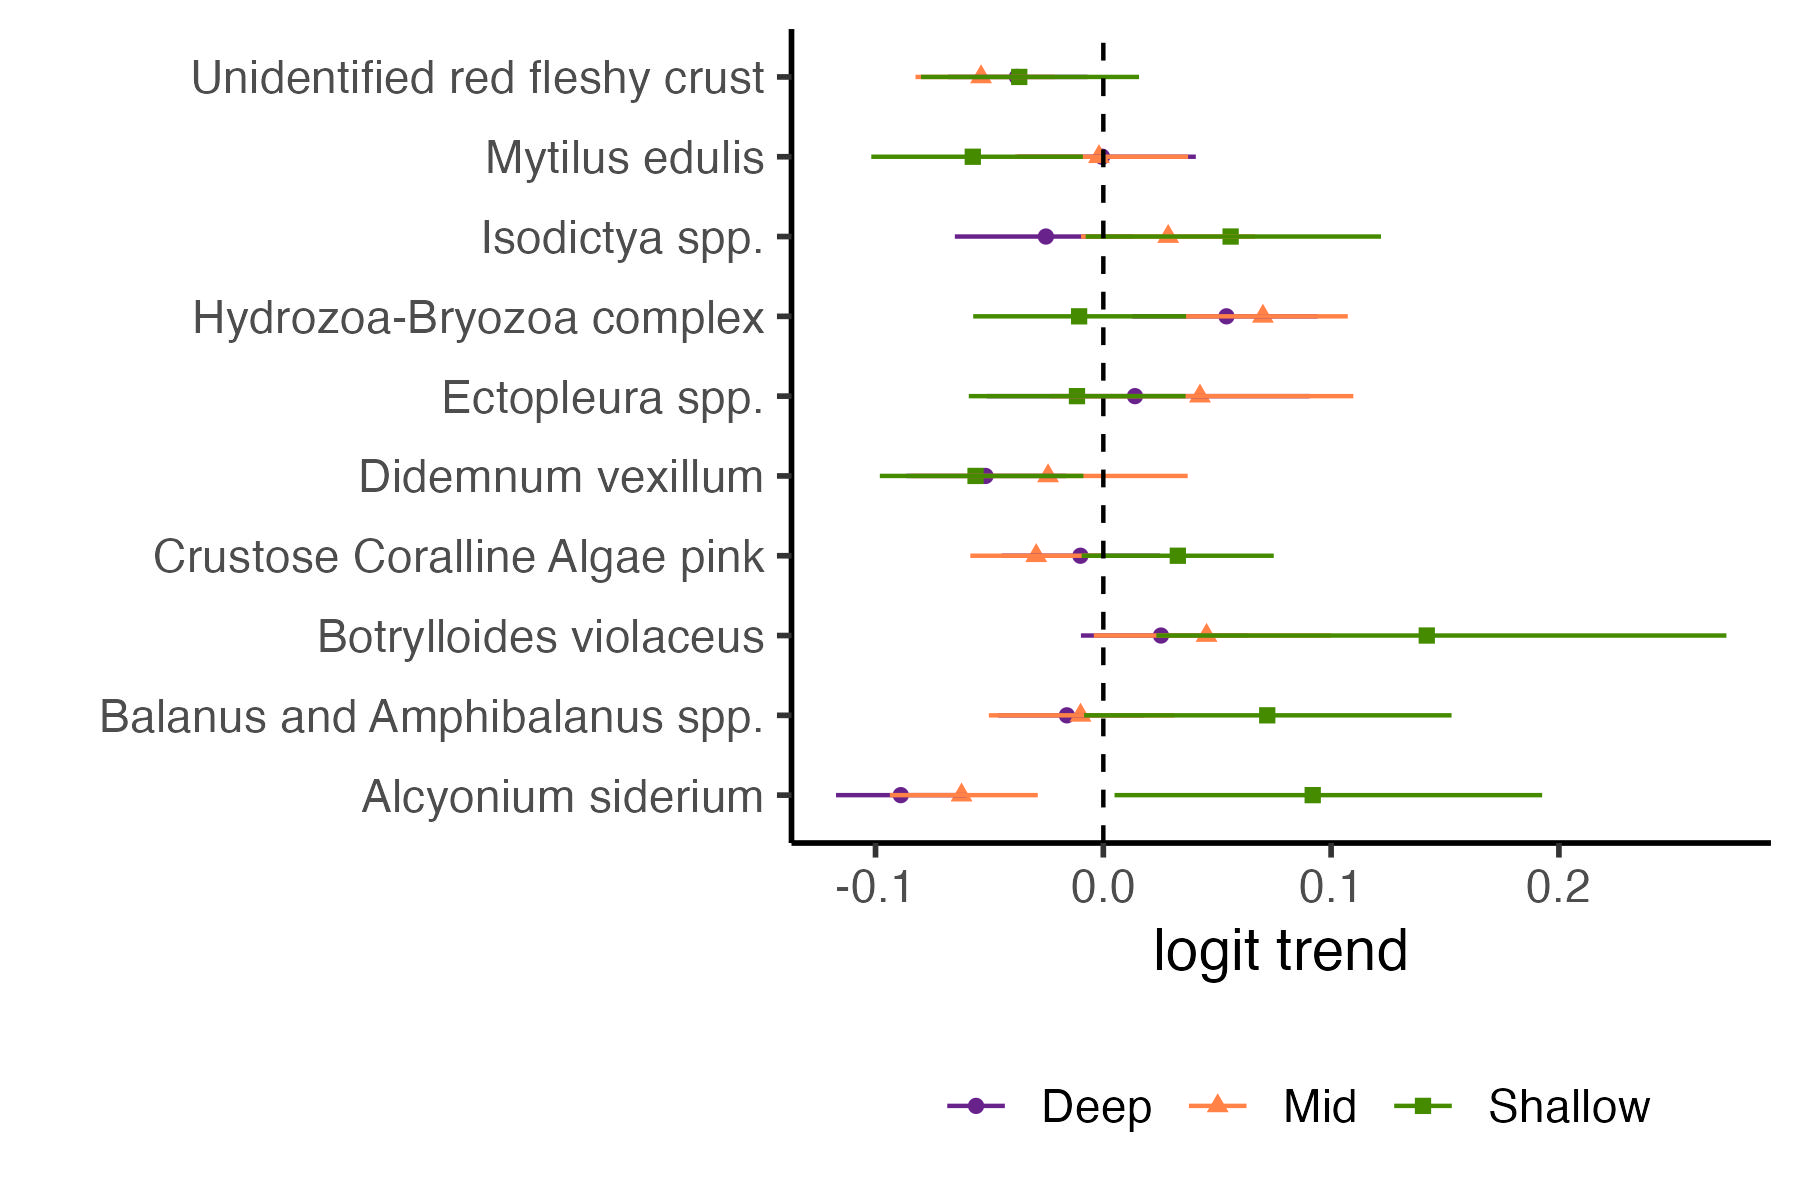 Unidentified red fleshy crust
Mytilus edulis
Isodictya spp.
Hydrozoa-Bryozoa complex
Ectopleura spp.
Didemnum vexillum
Crustose Coralline Algae pink
Botrylloides violaceus
Balanus and Amphibalanus spp.
Alcyonium siderium
-0.1 0.0 0.1 0.2
logit trend
Deep Mid Shallow